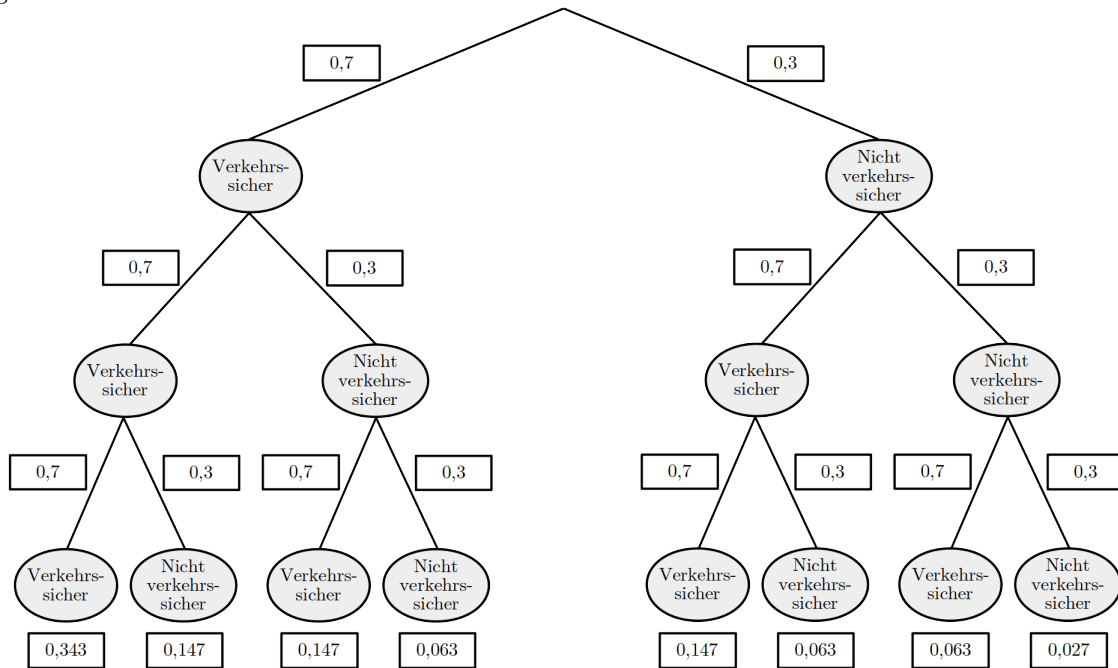 0,7
0,3
Verkehrs-
sicher
Nicht
verkehrs-
sicher
0,7
0,3
0,7
0,3
Verkehrs-
sicher
Nicht
verkehrs-
sicher
Verkehrs-
sicher
Nicht
verkehrs-
sicher
0,7
0,3
0,7
0,3
0,7
0,3
0,7
0,3
Verkehrs-
sicher
Nicht
verkehrs-
sicher
Verkehrs-
sicher
Nicht
verkehrs-
sicher
Verkehrs-
sicher
Nicht
verkehrs-
sicher
Verkehrs-
sicher
Nicht
verkehrs-
sicher
0,343
0,147
0,147
0,063
0,147
0,063
0,063
0,027